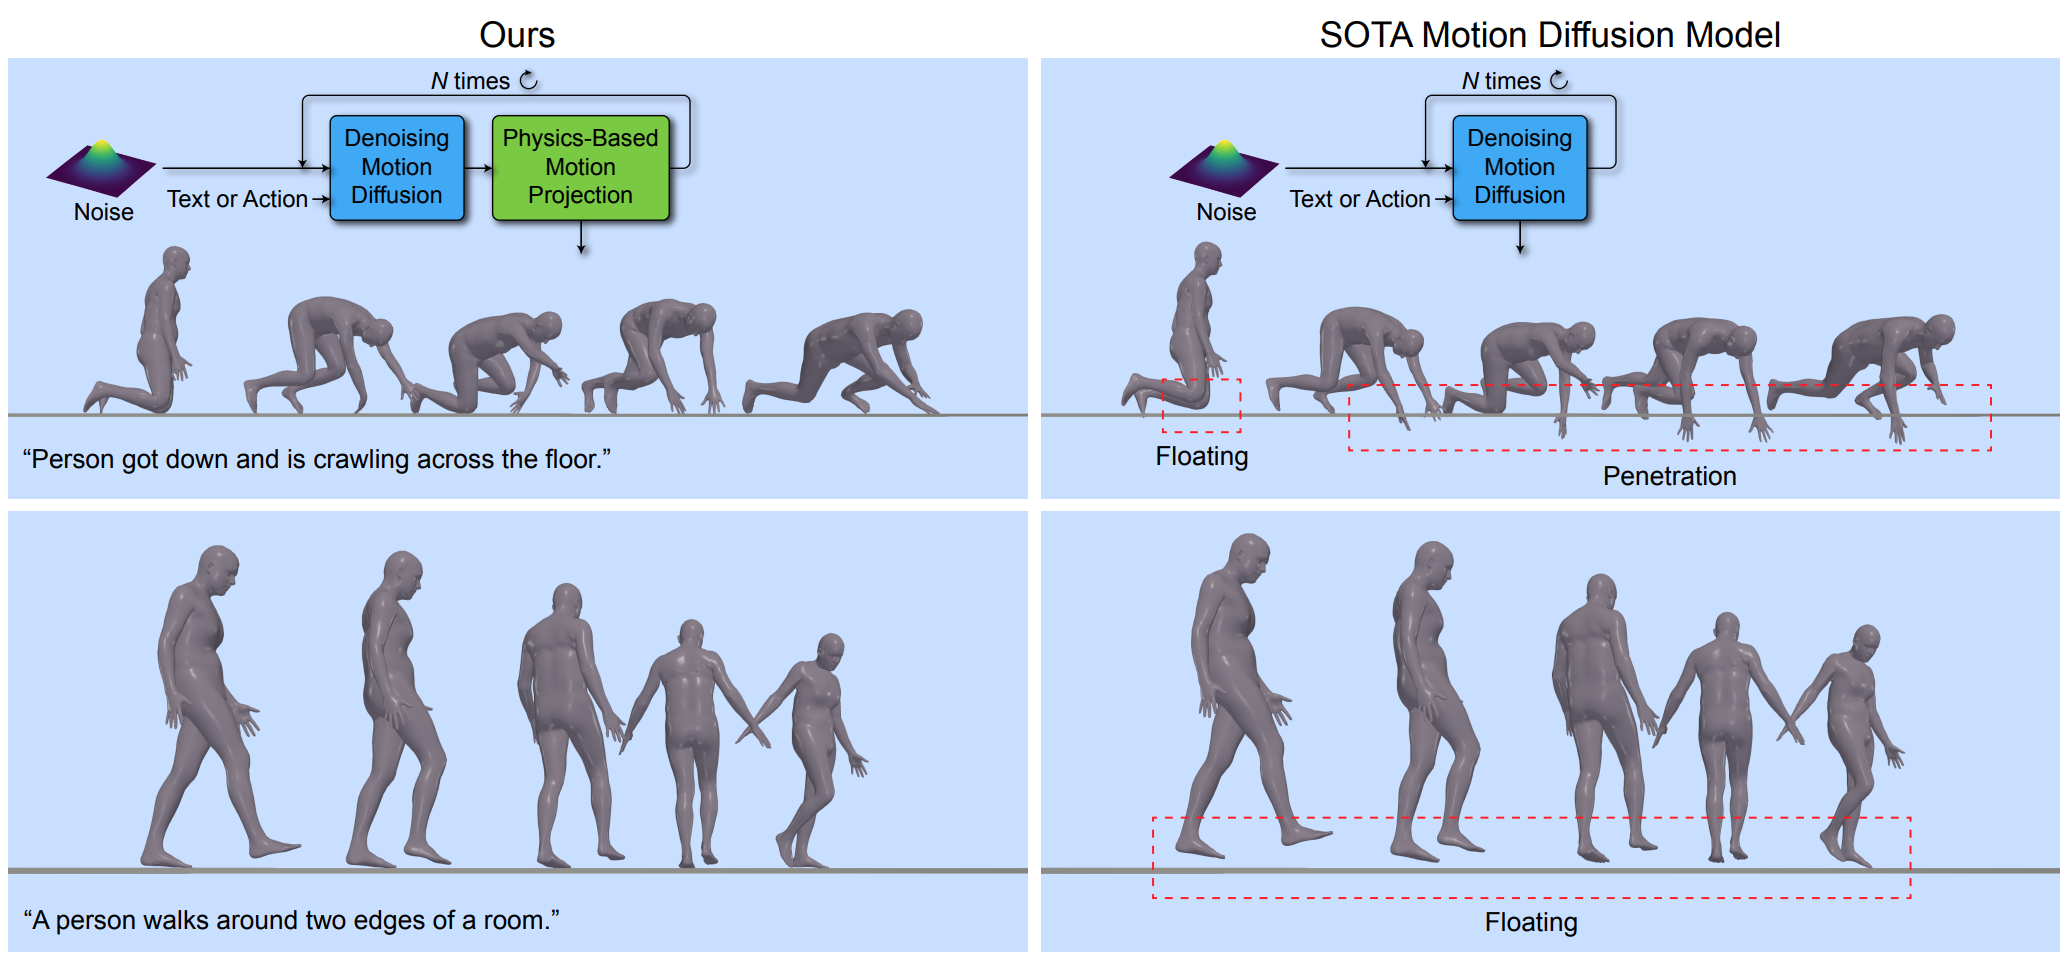 Ours
SOTA Motion Diffusion Model
N times
Denoising
Motion
Diffusion
Physics-Based
Motion
Projection
Text or Action
Noise
“Person got down and is crawling across the floor.”
N times
Denoising
Motion
Diffusion
Text or Action
Noise
Floating
Penetration
“A person walks around two edges of a room.”
Floating